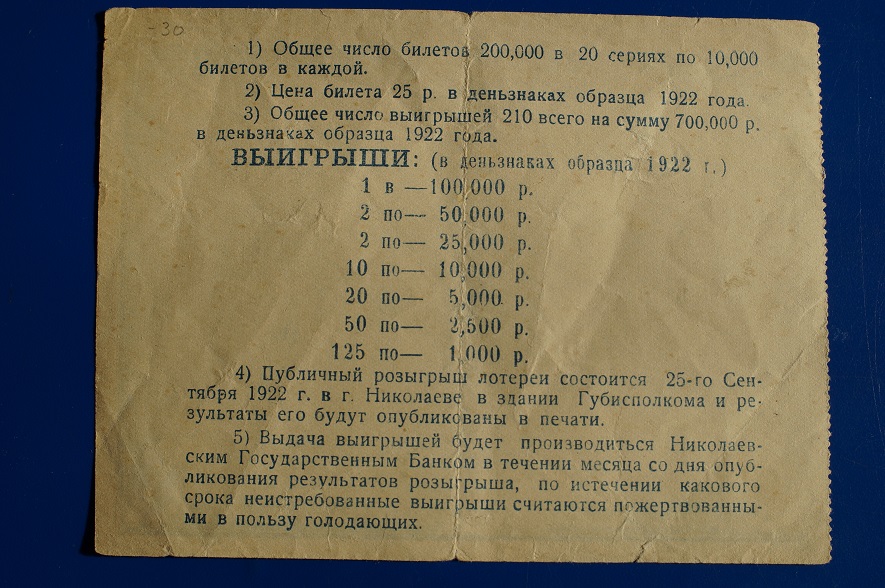 -30
1) Общее число билетов 200,000 в 20 сериях по 10,000
билетов в каждой.
2) Цена билета 25 р. в деньзнаках образца 1922 года.
3) Общее число выигрышей 210 всего на сумму 700,000 р.
в деньзнаках образца 1922 года.
ВЫИГРЫШИ: (в деньзнаках образца 1922 г.)
1 в —100,000 р.
2 по— 50,000 р.
2 по— 25,000 р.
10 по— 10,000 р.
20 по— 5,000 р.
50 по— 2,500 р.
125 по— 1,000 р.
4) Публичный розыгрыш лотереи состоится 25-го Сен-
тября 1922 г. в г. Николаеве в здании Губисполкома и ре-
зультаты его будут опубликованы в печати.
5) Выдача выигрышей будет производиться Николаев-
ским Государственным Банком в течении месяца со дня опуб-
ликования результатов розыгрыша, по истечении какового
срока неистребованные выигрыши считаются пожертвованны-
ми в пользу голодающих.